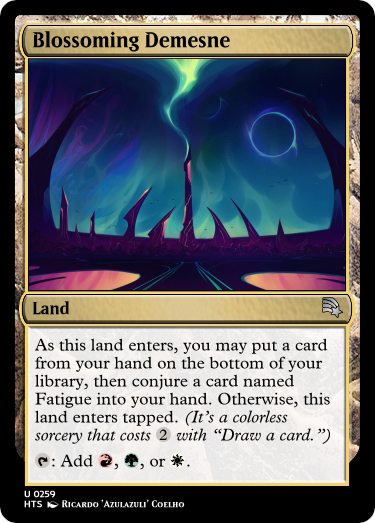 Blossoming Demesne
Land
As this land enters, you may put a card
from your hand on the bottom of your
library, then conjure a card named
Fatigue into your hand. Otherwise, this
land enters tapped. (It's a colorless
sorcery that costs 2 with “Draw a card.”)
: Add , , or .
U 0259
HTS Ricardo 'Azulazuli' Coelho